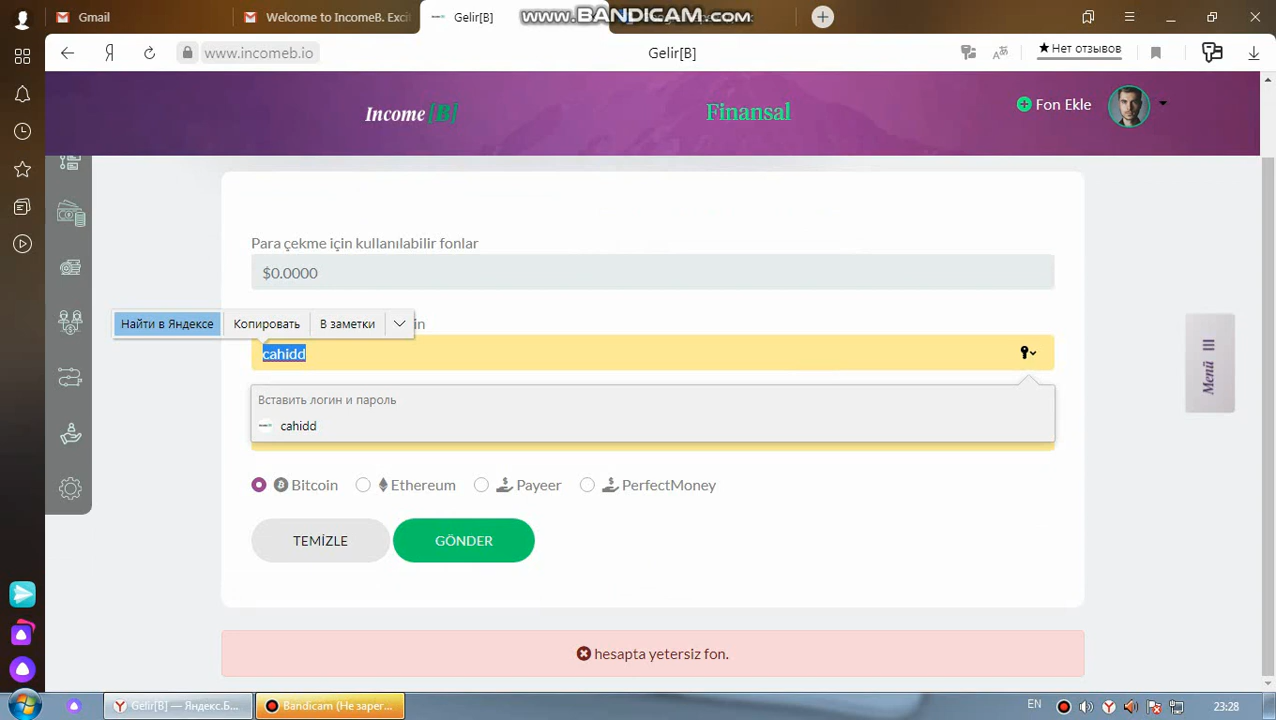 Gmail
Welcome to IncomeB. Excit
Gelir[B]
www.BANDICAM.com
www.incomeb.io
Gelir[B]
★ Нет отзывов
Income [B]
Finansal
Fon Ekle
Para çekme için kullanılabilir fonlar
$0.0000
Найти в Яндексе
Копировать
В заметки
in
cahidd
Menü
Вставить логин и пароль
cahidd
Bitcoin
Ethereum
Payeer
PerfectMoney
TEMİZLE
GÖNDER
hesapta yetersiz fon.
Gelir[B] — Яндекс.Б...
Bandicam (Не зарег...
EN
23:28